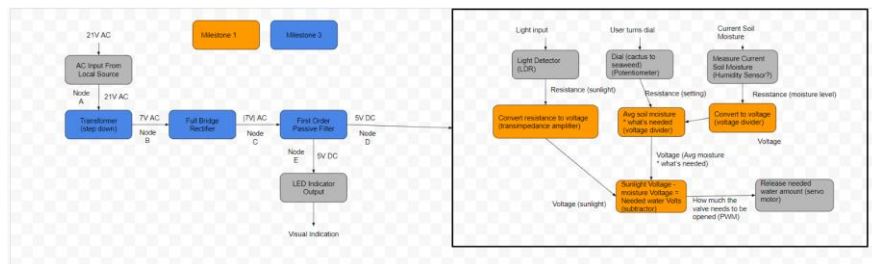 21V AC
Milestone 1
Milestone 3
AC Input From
Local Source
Node
A
21V AC
Transformer
(step down)
7V AC
Node
B
Full Bridge
Rectifier
|7V| AC
Node
C
First Order
Passive Filter
5V DC
Node
D
Node
E
5V DC
LED Indicator
Output
Visual Indication
Light input
User turns dial
Current Soil
Moisture
Light Detector
(LDR)
Dial (cactus to
seaweed)
(Potentiometer)
Measure Current
Soil Moisture
(Humidity Sensor?)
Resistance (sunlight)
Resistance (setting)
Resistance (moisture level)
Convert resistance to voltage
(transimpedance amplifier)
Avg soil moisture
* what's needed
(voltage divider)
Convert to voltage
(voltage divider)
Voltage
Voltage (Avg moisture
* what's needed)
Voltage (sunlight)
Sunlight Voltage -
moisture Voltage =
Needed water Volts
(subtractor)
How much the
valve needs to be
opened (PWM)
Release needed
water amount (servo
motor)